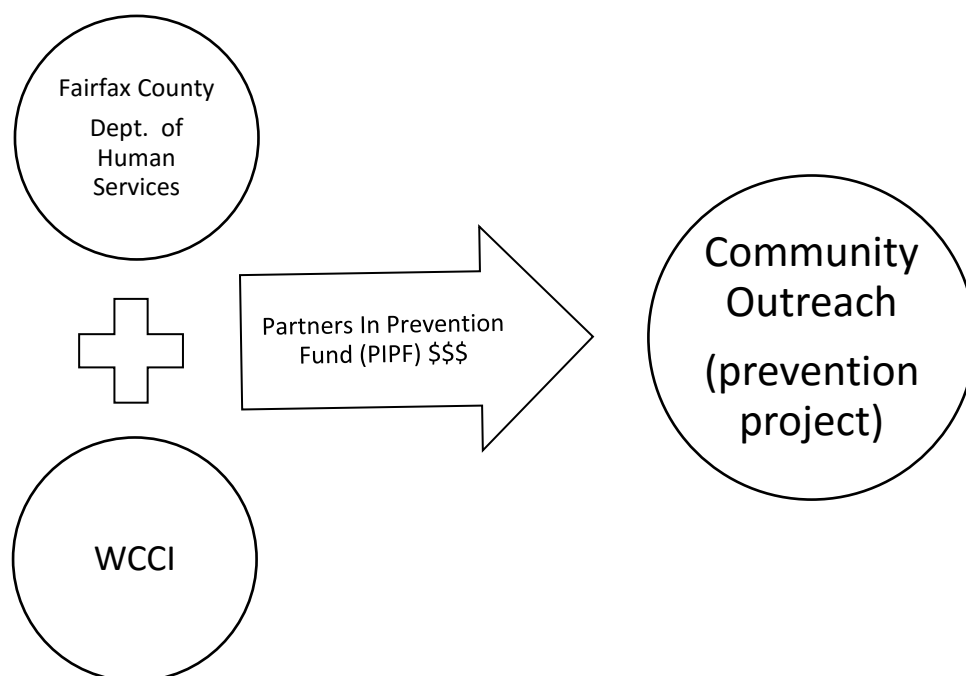 Fairfax County
Dept. of
Human
Services
Partners In Prevention
Fund (PIPF) $$$
WCCI
Community
Outreach
(prevention
project)